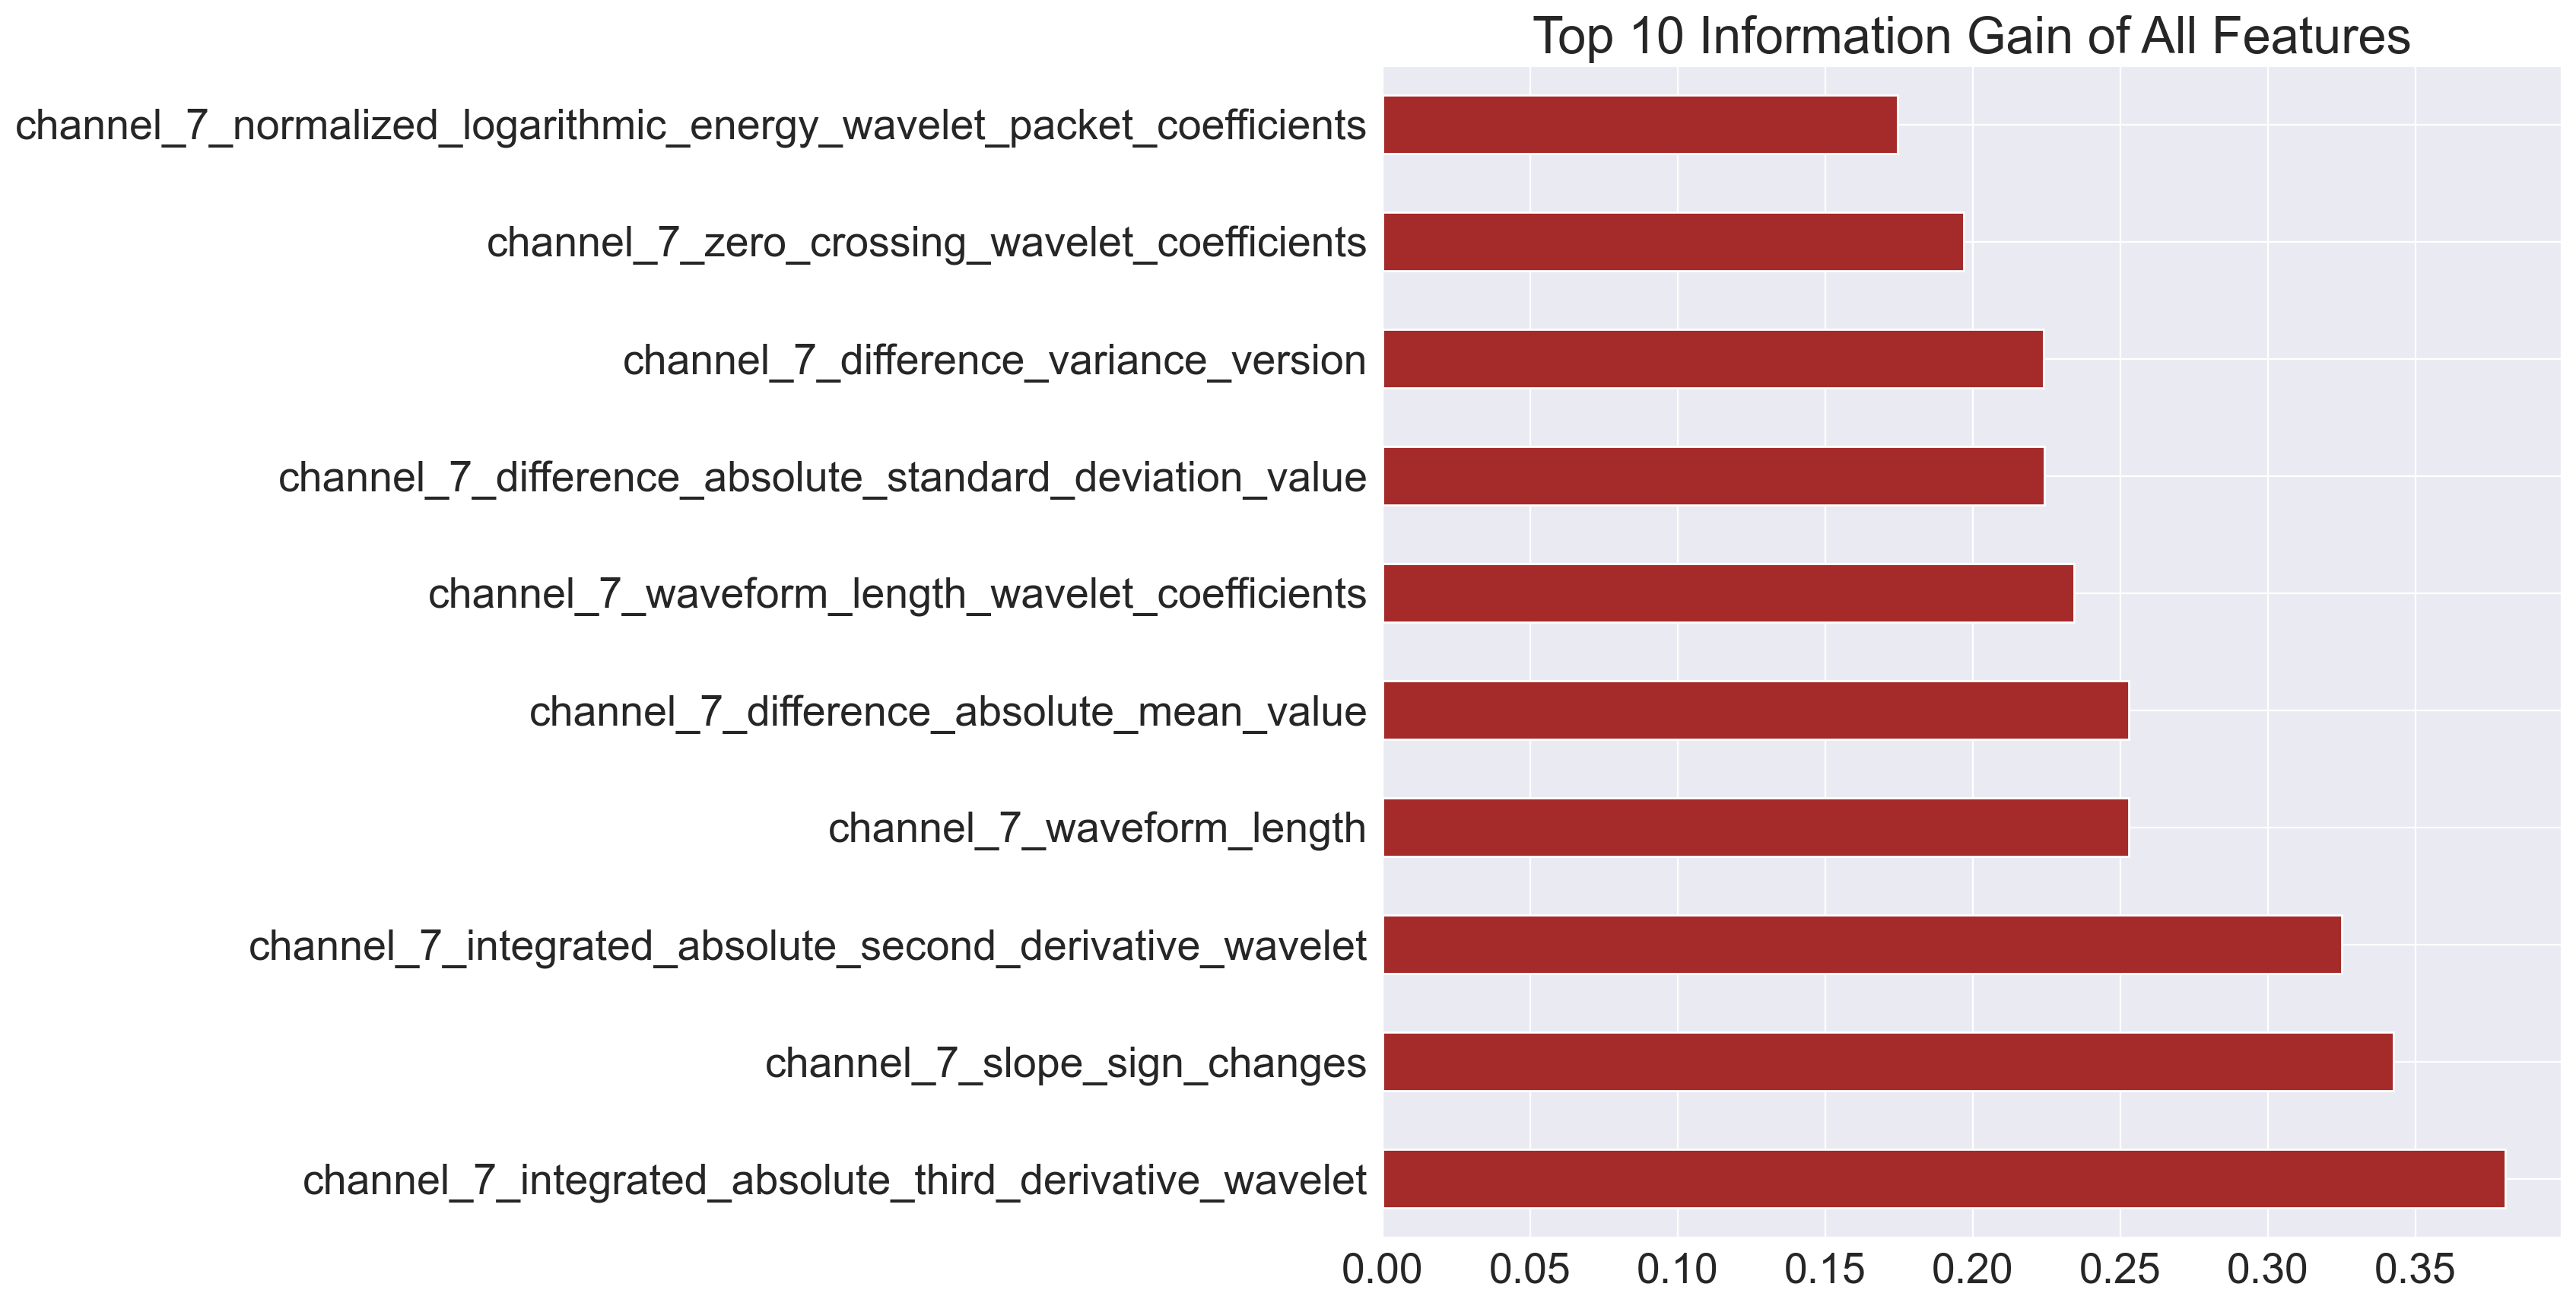 Top 10 Information Gain of All Features
channel_7_normalized_logarithmic_energy_wavelet_packet_coefficients
channel_7_zero_crossing_wavelet_coefficients
channel_7_difference_variance_version
channel_7_difference_absolute_standard_deviation_value
channel_7_waveform_length_wavelet_coefficients
channel_7_difference_absolute_mean_value
channel_7_waveform_length
channel_7_integrated_absolute_second_derivative_wavelet
channel_7_slope_sign_changes
channel_7_integrated_absolute_third_derivative_wavelet
0.00 0.05 0.10 0.15 0.20 0.25 0.30 0.35